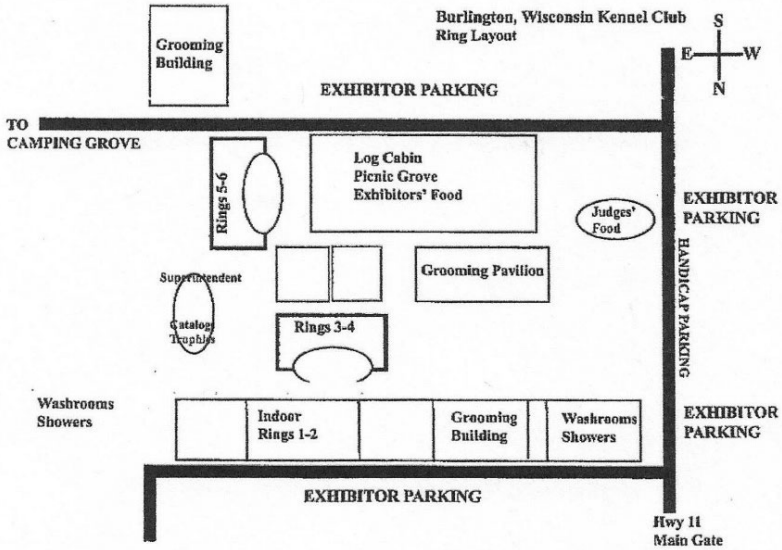 Burlington, Wisconsin Kennel Club
Ring Layout
S
E
W
N
Grooming
Building
EXHIBITOR PARKING
TO
CAMPING GROVE
Rings 5-6
Log Cabin
Picnic Grove
Exhibitors' Food
Judges'
Food
EXHIBITOR
PARKING
HANDICAP PARKING
Grooming Pavilion
Superintendent
Catalogs
Trophies
Rings 3-4
Washrooms
Showers
Indoor
Rings 1-2
Grooming
Building
Washrooms
Showers
EXHIBITOR
PARKING
EXHIBITOR PARKING
Hwy 11
Main Gate